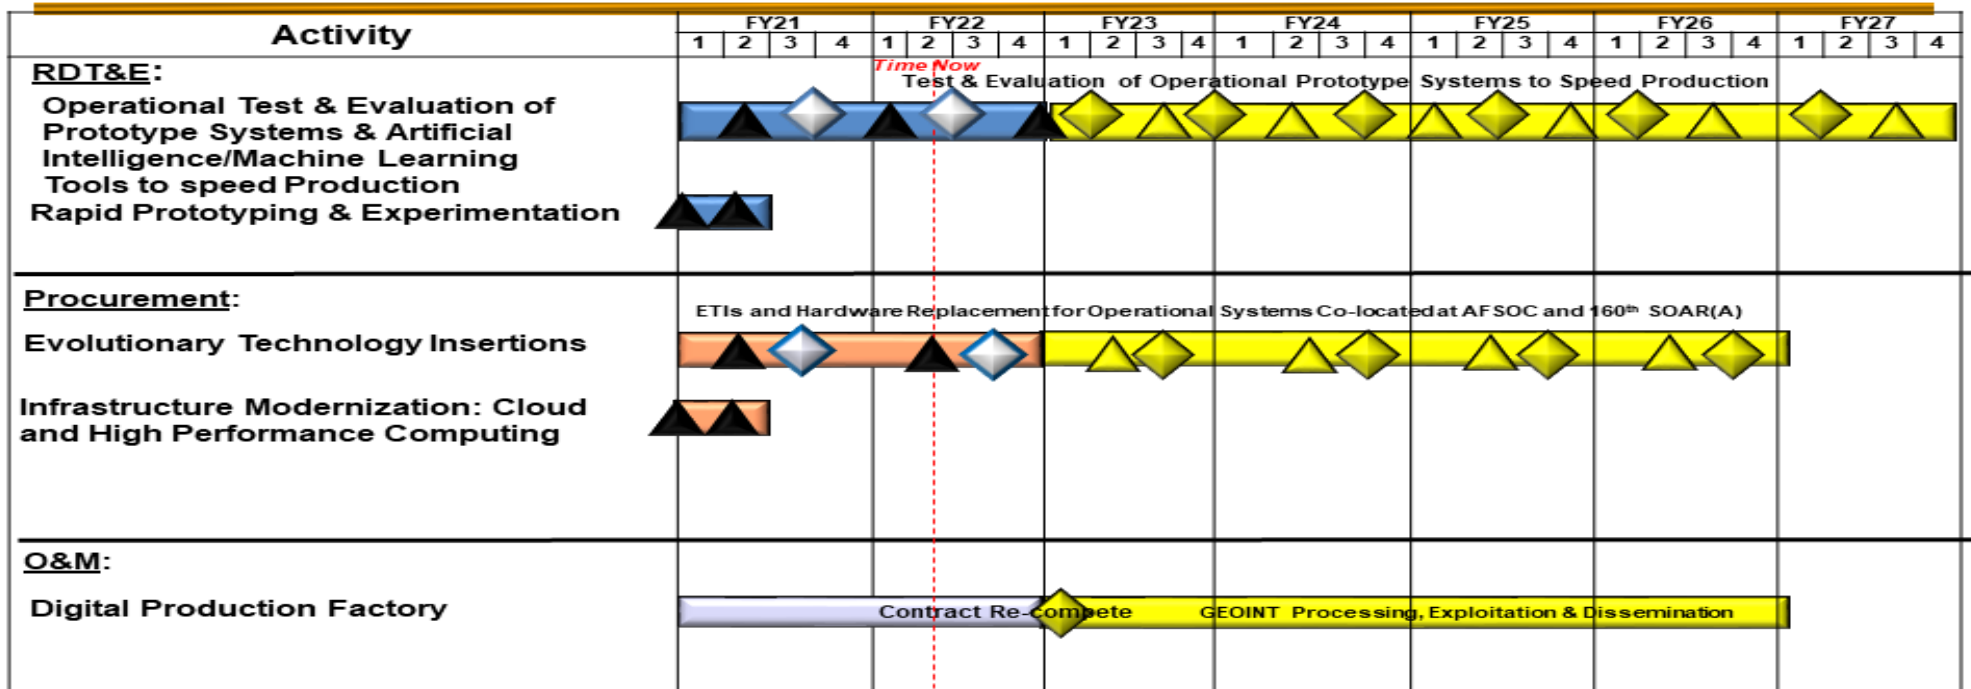 Activity
FY21 FY22 FY23 FY24 FY25 FY26 FY27
1 2 3 4 1 2 3 4 1 2 3 4 1 2 3 4 1 2 3 4 1 2 3 4 1 2 3 4
Time Now
RDT&E:
Test & Evaluation of Operational Prototype Systems to Speed Production
Operational Test & Evaluation of
Prototype Systems & Artificial
Intelligence/Machine Learning
Tools to speed Production
Rapid Prototyping & Experimentation
Procurement:
ETIs and Hardware Replacement for Operational Systems Co-located at AFSOC and 160th SOAR(A)
Evolutionary Technology Insertions
Infrastructure Modernization: Cloud
and High Performance Computing
O&M:
Digital Production Factory
Contract Re-compete
GEOINT Processing, Exploitation & Dissemination